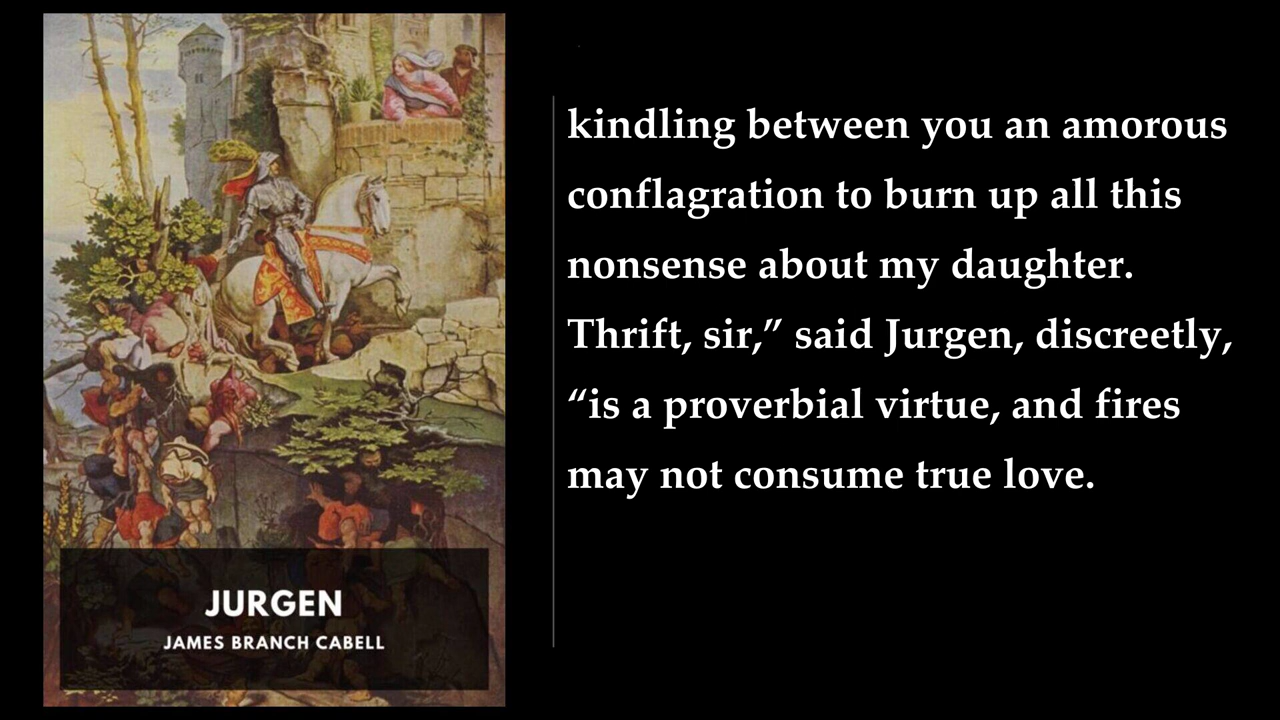 kindling between you an amorous
conflagration to burn up all this
nonsense about my daughter.
Thrift, sir,” said Jurgen, discreetly,
“is a proverbial virtue, and fires
may not consume true love.
JURGEN
JAMES BRANCH CABELL